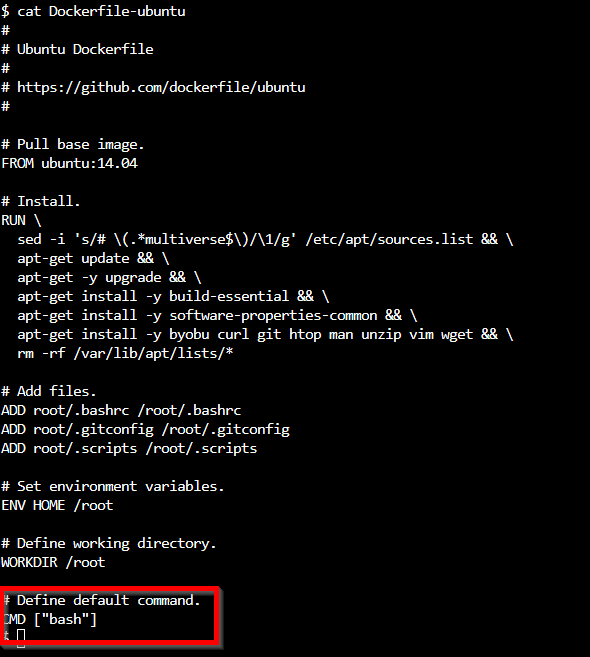 $ cat Dockerfile-ubuntu
#
# Ubuntu Dockerfile
#
# https://github.com/dockerfile/ubuntu
#
# Pull base image.
FROM ubuntu:14.04
# Install.
RUN \
  sed -i 's/# \(.*multiverse$\)/\1/g' /etc/apt/sources.list && \
  apt-get update && \
  apt-get -y upgrade && \
  apt-get install -y build-essential && \
  apt-get install -y software-properties-common && \
  apt-get install -y byobu curl git htop man unzip vim wget && \
  rm -rf /var/lib/apt/lists/*
# Add files.
ADD root/.bashrc /root/.bashrc
ADD root/.gitconfig /root/.gitconfig
ADD root/.scripts /root/.scripts
# Set environment variables.
ENV HOME /root
# Define working directory.
WORKDIR /root
# Define default command.
CMD ["bash"]
$